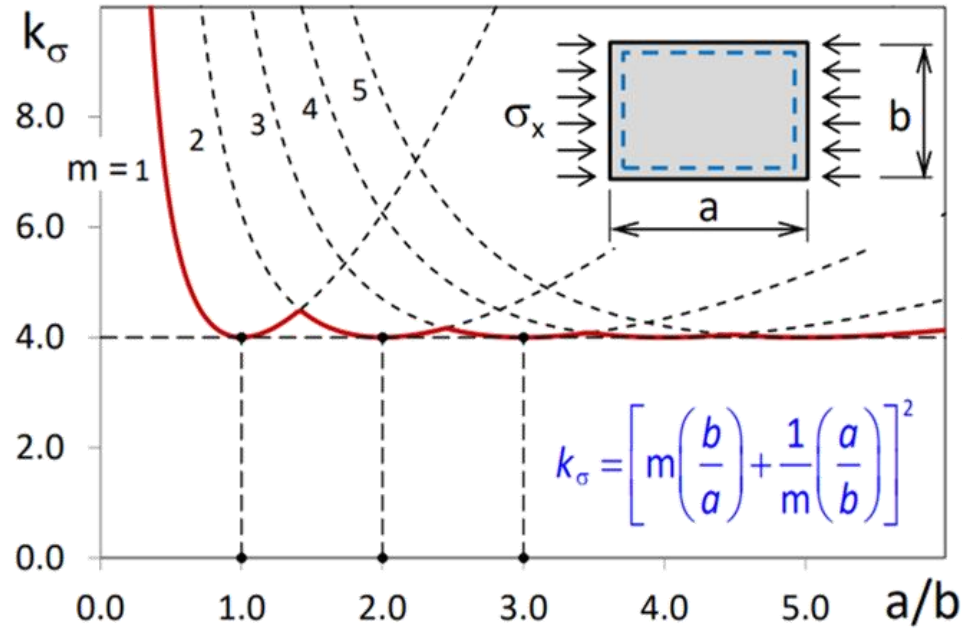 kσ
8.0
6.0
4.0
2.0
0.0
m = 1
2
3
4
5
σx
b
a
kσ = [m(b/a) + 1/m(a/b)]²
0.0 1.0 2.0 3.0 4.0 5.0 a/b